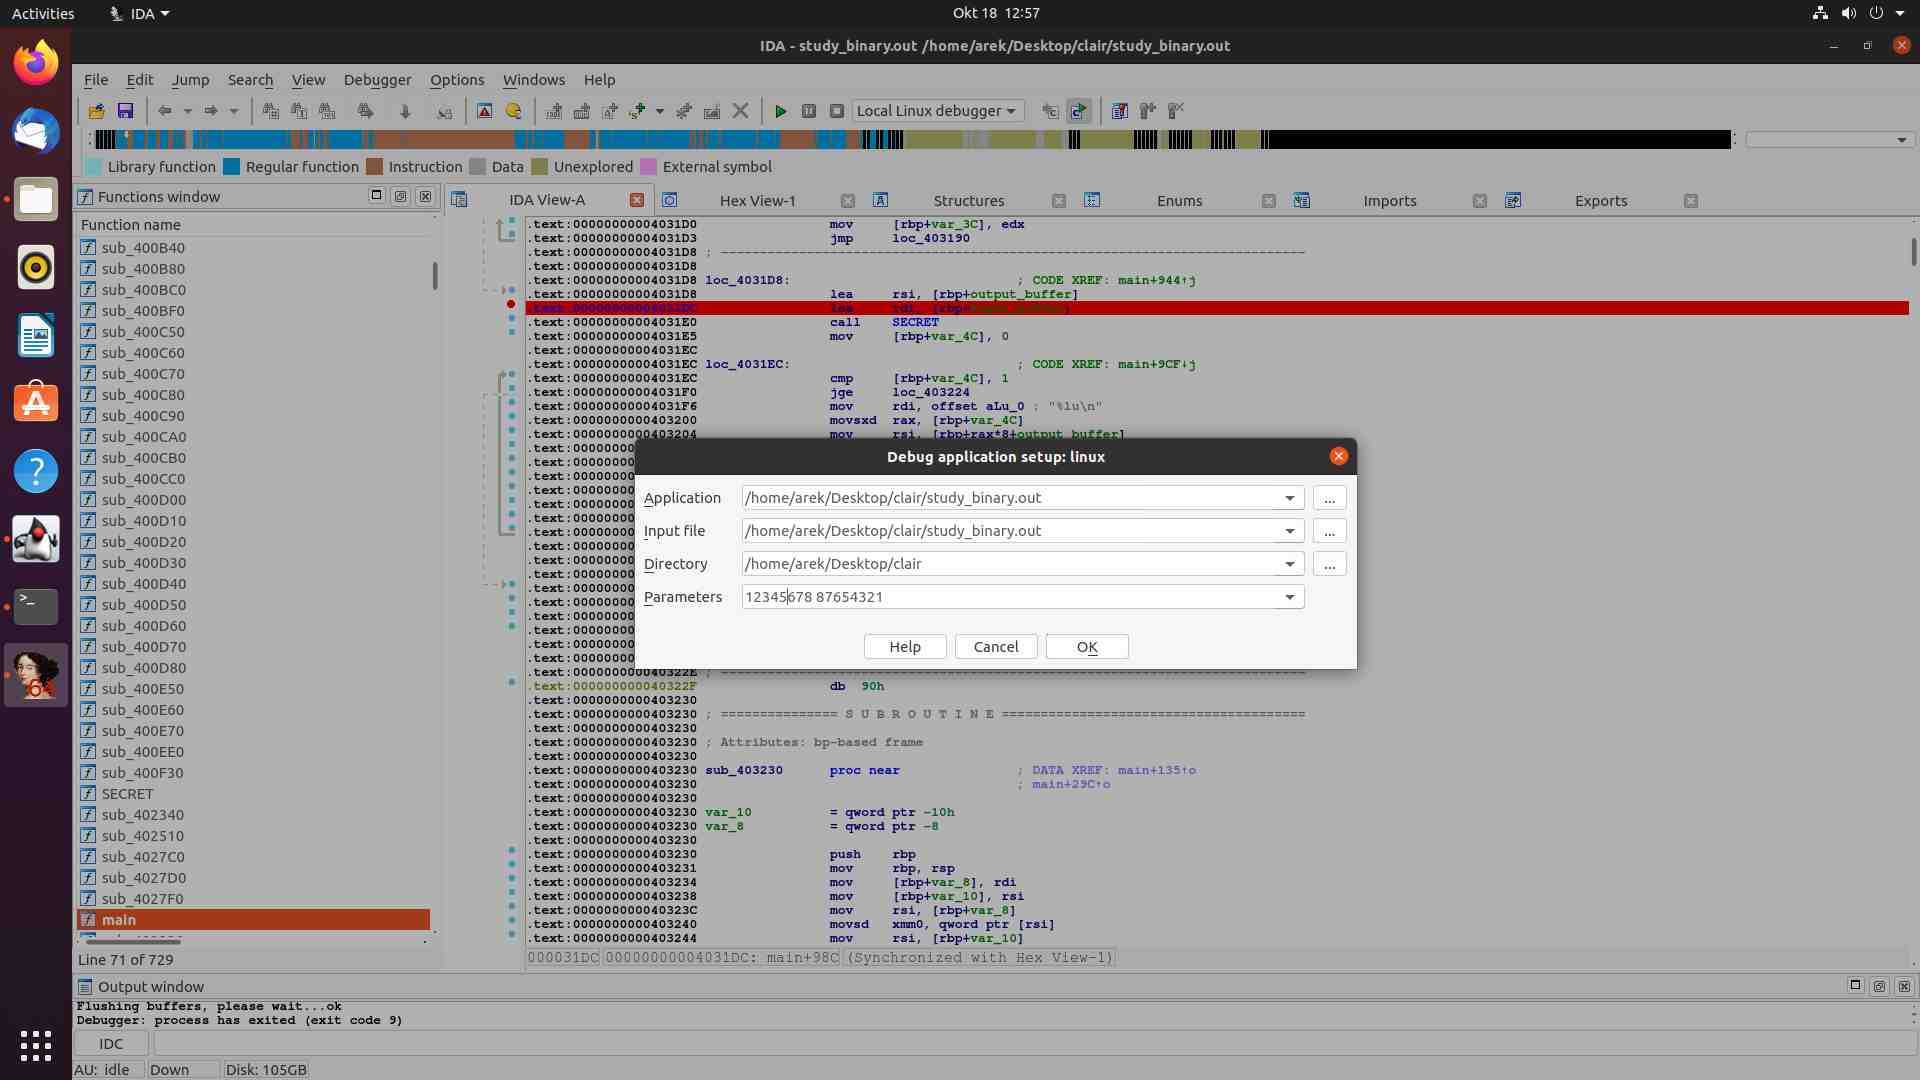 Activities IDA Okt 18 12:57
IDA - study_binary.out /home/arek/Desktop/clair/study_binary.out
File Edit Jump Search View Debugger Options Windows Help
Local Linux debugger
Library function Regular function Instruction Data Unexplored External symbol
Functions window
Function name
sub_400B40
sub_400B80
sub_400BC0
sub_400BF0
sub_400C50
sub_400C60
sub_400C70
sub_400C80
sub_400C90
sub_400CA0
sub_400CB0
sub_400CC0
sub_400D00
sub_400D10
sub_400D20
sub_400D30
sub_400D40
sub_400D50
sub_400D60
sub_400D70
sub_400D80
sub_400E50
sub_400E60
sub_400E70
sub_400EE0
sub_400F30
SECRET
sub_402340
sub_402510
sub_4027C0
sub_4027D0
sub_4027F0
main
Line 71 of 729
IDA View-A Hex View-1 Structures Enums Imports Exports
.text:00000000004031D0 mov [rbp+var_3C], edx
.text:00000000004031D3 jmp loc_403190
.text:00000000004031D8 ; ---------------------------------------------------------------------------
.text:00000000004031D8
.text:00000000004031D8 loc_4031D8: ; CODE XREF: main+944↑j
.text:00000000004031D8 lea rsi, [rbp+output_buffer]
.text:00000000004031DC lea rdi, [rbp+
.text:00000000004031E0 call SECRET
.text:00000000004031E5 mov [rbp+var_4C], 0
.text:00000000004031EC
.text:00000000004031EC loc_4031EC: ; CODE XREF: main+9CF↓j
.text:00000000004031EC cmp [rbp+var_4C], 1
.text:00000000004031F0 jge loc_403224
.text:00000000004031F6 mov rdi, offset aLu_0 ; "%lu\n"
.text:0000000000403200 movsxd rax, [rbp+var_4C]
.text:0000000000403204 mov rsi, [rbp+rax*8+output_buffer]
Debug application setup: linux
Application /home/arek/Desktop/clair/study_binary.out ...
Input file /home/arek/Desktop/clair/study_binary.out ...
Directory /home/arek/Desktop/clair ...
Parameters 12345678 87654321
Help Cancel OK
.text:000000000040322E ; ---------------------------------------------------------------------------
.text:000000000040322F db 90h
.text:0000000000403230
.text:0000000000403230 ; =============== S U B R O U T I N E =======================================
.text:0000000000403230
.text:0000000000403230 ; Attributes: bp-based frame
.text:0000000000403230
.text:0000000000403230 sub_403230 proc near ; DATA XREF: main+135↑o
.text:0000000000403230 ; main+29C↑o
.text:0000000000403230
.text:0000000000403230 var_10 = qword ptr -10h
.text:0000000000403230 var_8 = qword ptr -8
.text:0000000000403230
.text:0000000000403230 push rbp
.text:0000000000403231 mov rbp, rsp
.text:0000000000403234 mov [rbp+var_8], rdi
.text:0000000000403238 mov [rbp+var_10], rsi
.text:000000000040323C mov rsi, [rbp+var_8]
.text:0000000000403240 movsd xmm0, qword ptr [rsi]
.text:0000000000403244 mov rsi, [rbp+var_10]
000031DC 00000000004031DC: main+98C (Synchronized with Hex View-1)
Output window
Flushing buffers, please wait...ok
Debugger: process has exited (exit code 9)
IDC
AU: idle Down Disk: 105GB
64